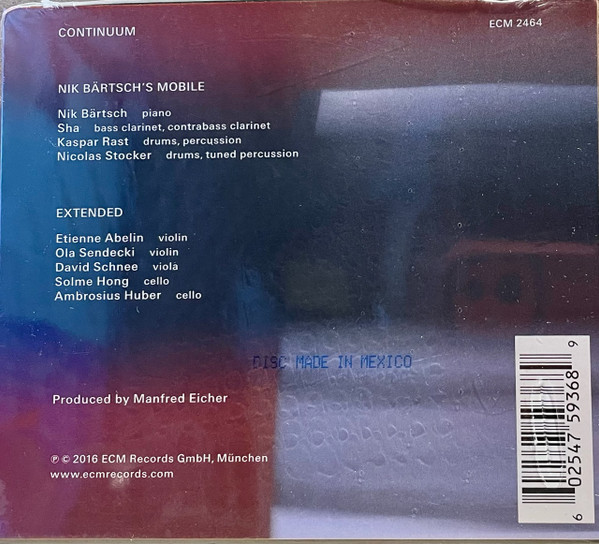 CONTINUUM
ECM 2464
NIK BÄRTSCH'S MOBILE
Nik Bärtsch piano
Sha bass clarinet, contrabass clarinet
Kaspar Rast drums, percussion
Nicolas Stocker drums, tuned percussion
EXTENDED
Etienne Abelin violin
Ola Sendecki violin
David Schnee viola
Solme Hong cello
Ambrosius Huber cello
DISC MADE IN MEXICO
Produced by Manfred Eicher
℗ © 2016 ECM Records GmbH, München
www.ecmrecords.com
6 02547 59368 9